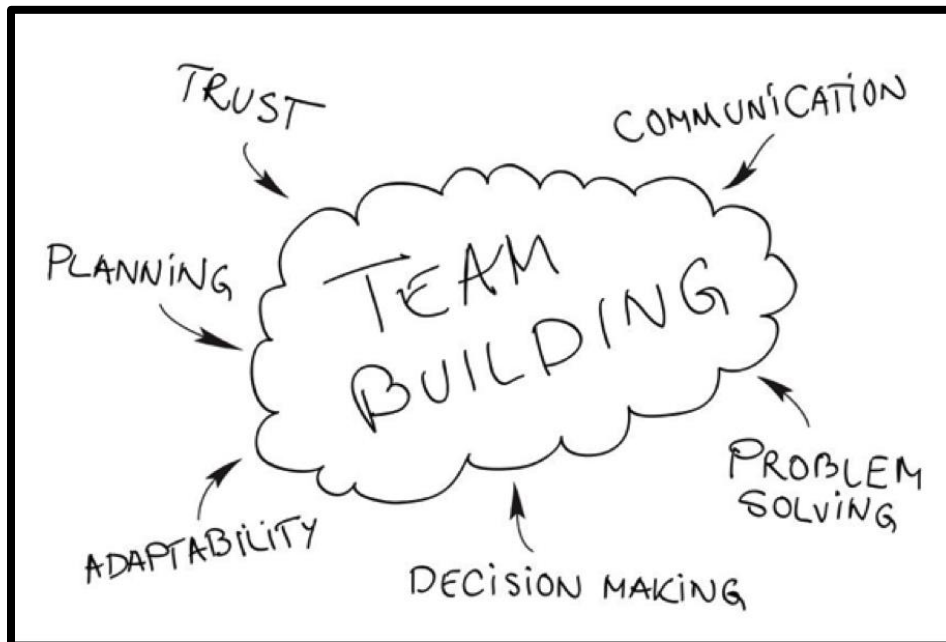 TRUST
COMMUNICATION
PLANNING
TEAM
BUILDING
PROBLEM
SOLVING
ADAPTABILITY
DECISION MAKING